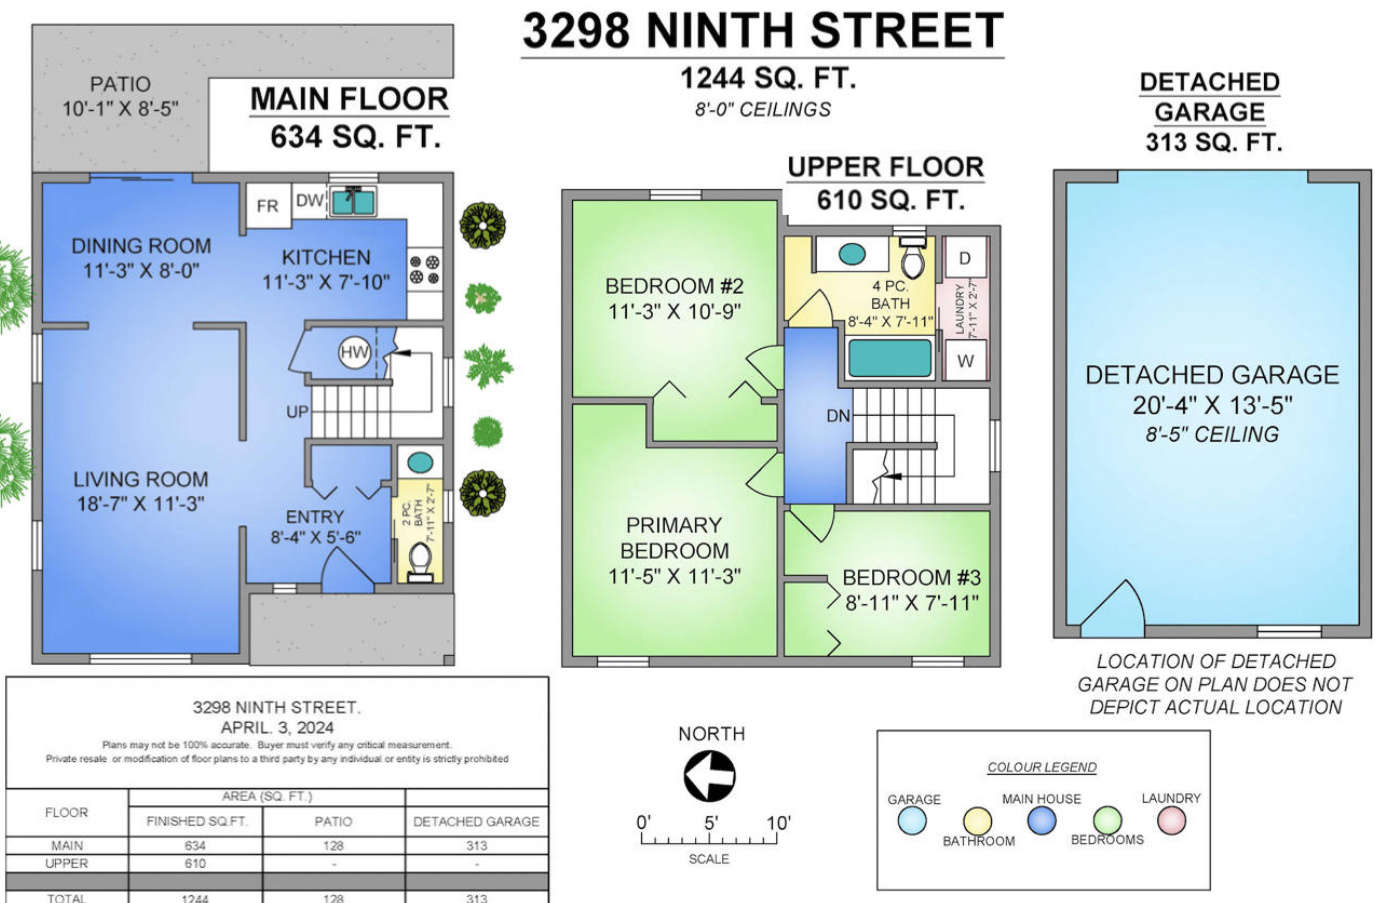 3298 NINTH STREET
1244 SQ. FT.
8'-0" CEILINGS
PATIO
10'-1" X 8'-5"
MAIN FLOOR
634 SQ. FT.
DINING ROOM
11'-3" X 8'-0"
FR
DW
KITCHEN
11'-3" X 7'-10"
HW
UP
LIVING ROOM
18'-7" X 11'-3"
ENTRY
8'-4" X 5'-6"
2 PC.
BATH
7'-11" X 2'-7"
UPPER FLOOR
610 SQ. FT.
BEDROOM #2
11'-3" X 10'-9"
4 PC.
BATH
8'-4" X 7'-11"
D
LAUNDRY
7'-11" X 2'-7"
W
DN
PRIMARY
BEDROOM
11'-5" X 11'-3"
BEDROOM #3
8'-11" X 7'-11"
DETACHED
GARAGE
313 SQ. FT.
DETACHED GARAGE
20'-4" X 13'-5"
8'-5" CEILING
LOCATION OF DETACHED
GARAGE ON PLAN DOES NOT
DEPICT ACTUAL LOCATION
3298 NINTH STREET.
APRIL. 3, 2024
Plans may not be 100% accurate. Buyer must verify any critical measurement.
Private resale or modification of floor plans to a third party by any individual or entity is strictly prohibited
FLOOR
AREA (SQ. FT.)
FINISHED SQ.FT. PATIO DETACHED GARAGE
MAIN 634 128 313
UPPER 610 - -
TOTAL 1244 128 313
NORTH
0' 5' 10'
SCALE
COLOUR LEGEND
GARAGE
BATHROOM
MAIN HOUSE
BEDROOMS
LAUNDRY